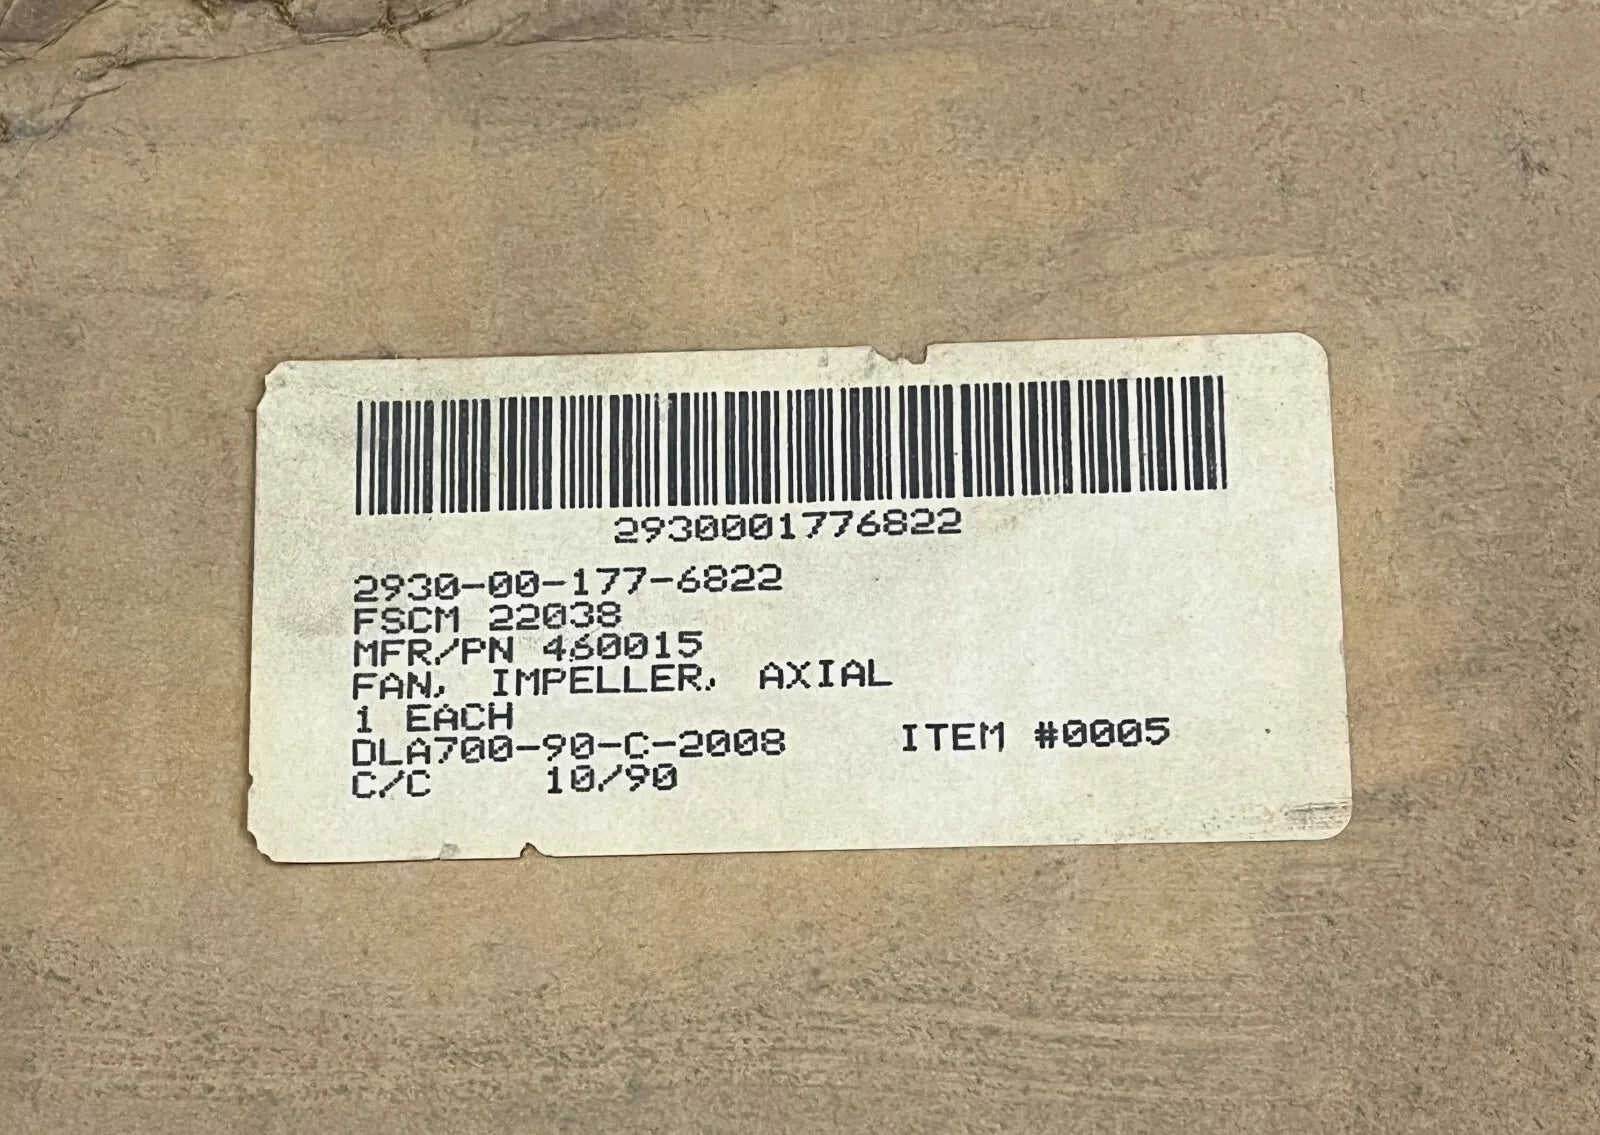 2930001776822
2930-00-177-6822
FSCM 22038
MFR/PN 460015
FAN, IMPELLER, AXIAL
1 EACH
DLA700-90-C-2008 ITEM #0005
C/C 10/90